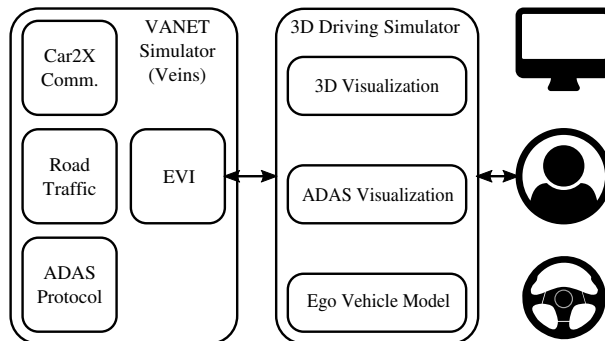 VANET
Simulator
(Veins)
Car2X
Comm.
Road
Traffic
EVI
ADAS
Protocol
3D Driving Simulator
3D Visualization
ADAS Visualization
Ego Vehicle Model